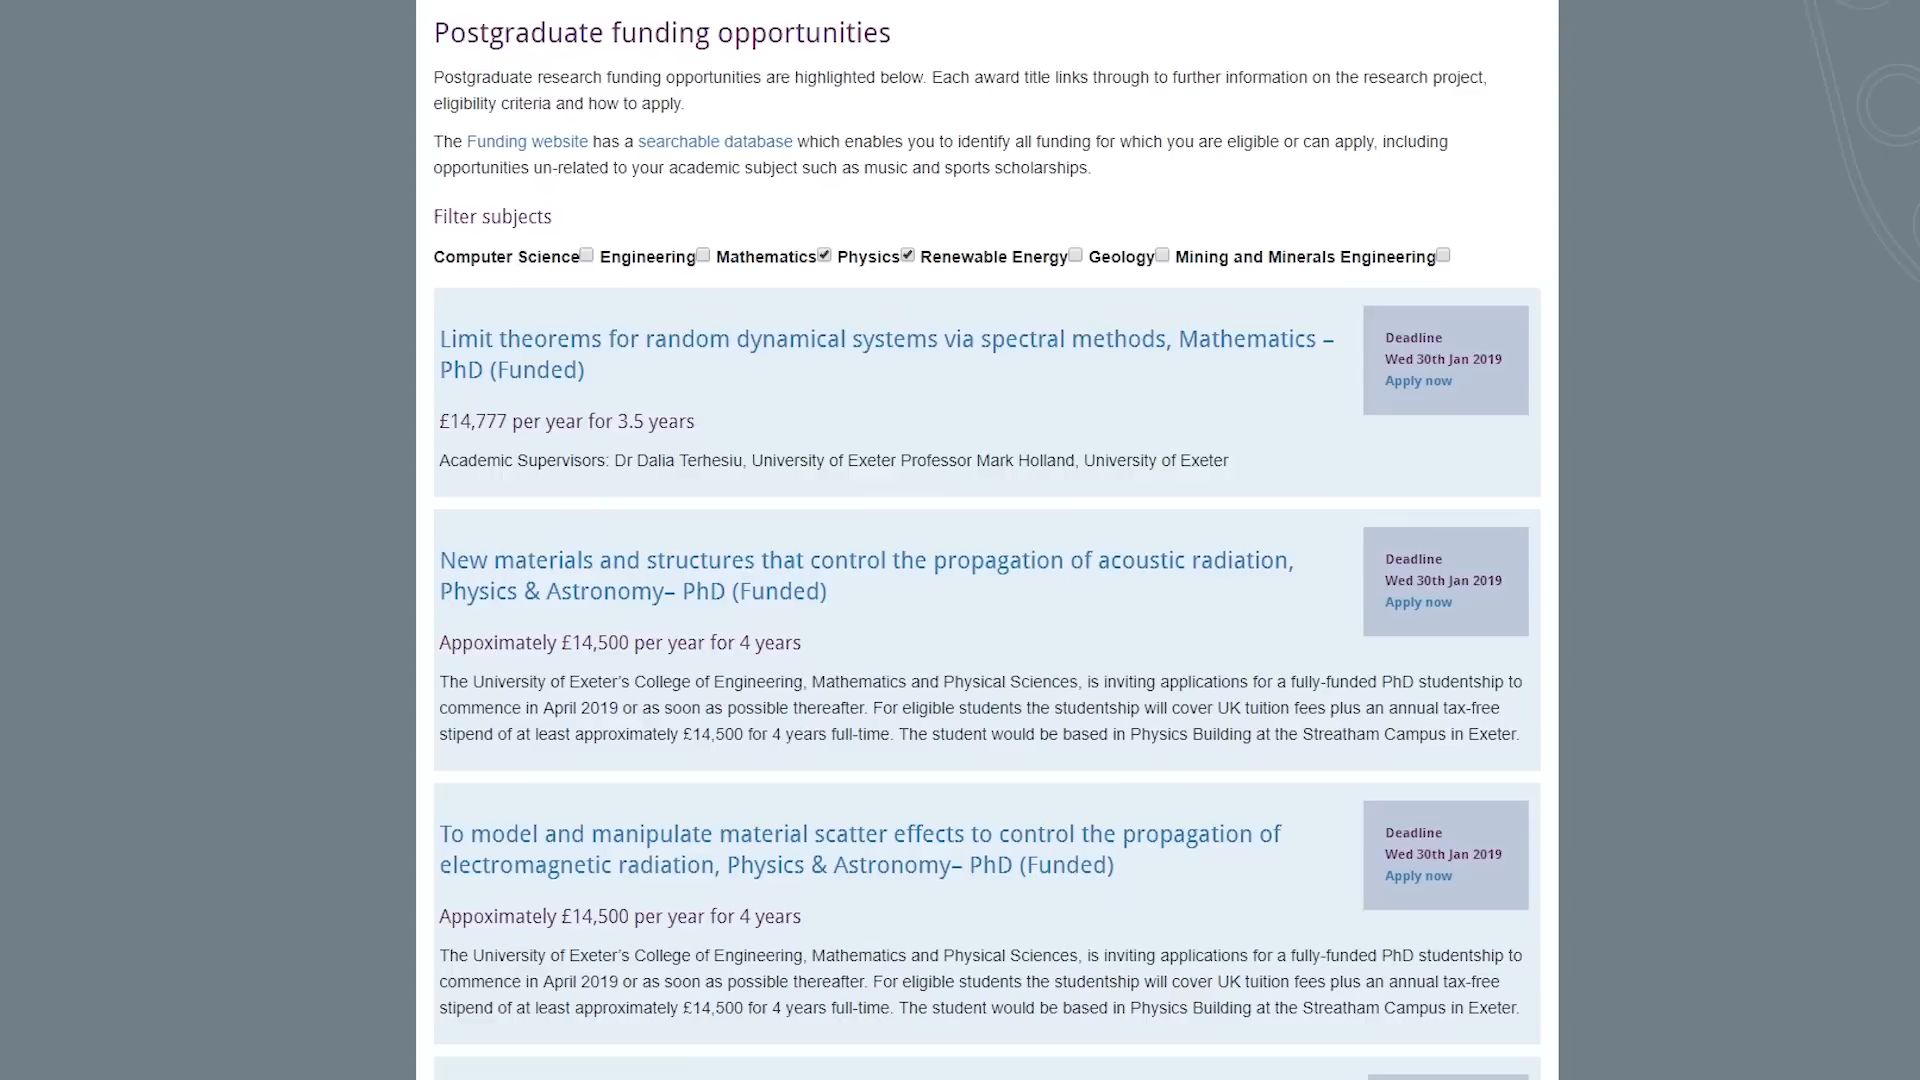 Postgraduate funding opportunities
Postgraduate research funding opportunities are highlighted below. Each award title links through to further information on the research project,
eligibility criteria and how to apply.
The Funding website has a searchable database which enables you to identify all funding for which you are eligible or can apply, including
opportunities un-related to your academic subject such as music and sports scholarships.
Filter subjects
Computer Science Engineering Mathematics Physics Renewable Energy Geology Mining and Minerals Engineering
Limit theorems for random dynamical systems via spectral methods, Mathematics –
PhD (Funded)
£14,777 per year for 3.5 years
Academic Supervisors: Dr Dalia Terhesiu, University of Exeter Professor Mark Holland, University of Exeter
Deadline
Wed 30th Jan 2019
Apply now
New materials and structures that control the propagation of acoustic radiation,
Physics & Astronomy– PhD (Funded)
Appoximately £14,500 per year for 4 years
The University of Exeter’s College of Engineering, Mathematics and Physical Sciences, is inviting applications for a fully-funded PhD studentship to
commence in April 2019 or as soon as possible thereafter. For eligible students the studentship will cover UK tuition fees plus an annual tax-free
stipend of at least approximately £14,500 for 4 years full-time. The student would be based in Physics Building at the Streatham Campus in Exeter.
Deadline
Wed 30th Jan 2019
Apply now
To model and manipulate material scatter effects to control the propagation of
electromagnetic radiation, Physics & Astronomy– PhD (Funded)
Appoximately £14,500 per year for 4 years
The University of Exeter’s College of Engineering, Mathematics and Physical Sciences, is inviting applications for a fully-funded PhD studentship to
commence in April 2019 or as soon as possible thereafter. For eligible students the studentship will cover UK tuition fees plus an annual tax-free
stipend of at least approximately £14,500 for 4 years full-time. The student would be based in Physics Building at the Streatham Campus in Exeter.
Deadline
Wed 30th Jan 2019
Apply now